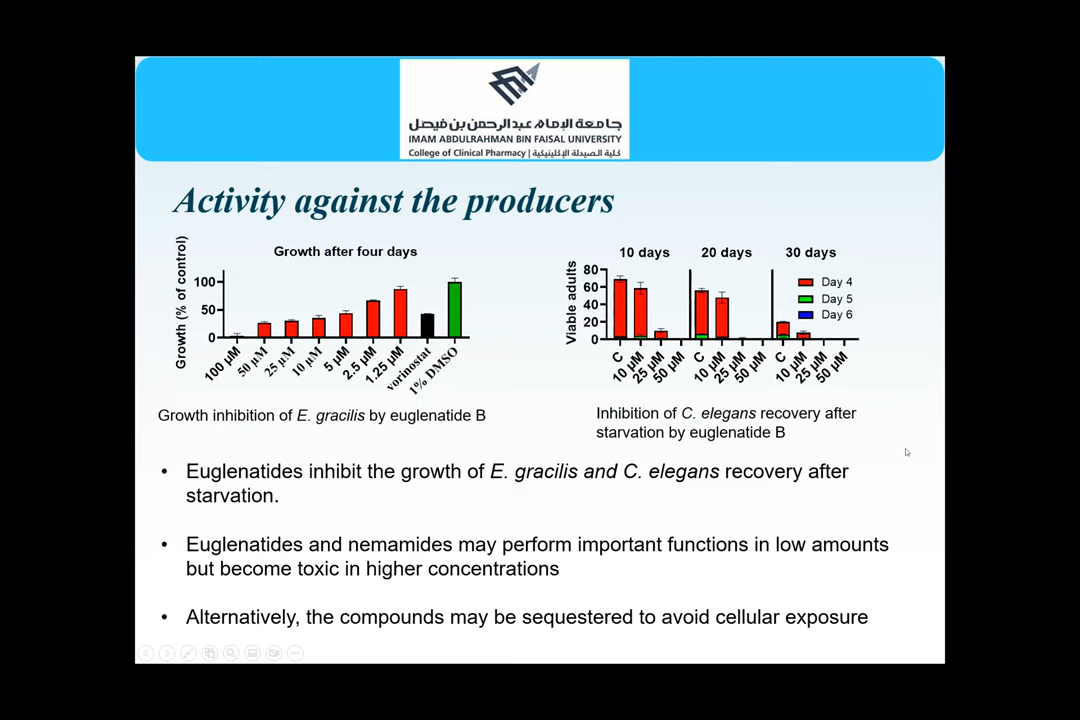 جامعة الإمام عبدالرحمن بن فيصل
IMAM ABDULRAHMAN BIN FAISAL UNIVERSITY
College of Clinical Pharmacy | كلية الصيدلة الإكلينيكية
Activity against the producers
Growth after four days
Growth (% of control)
100
50
0
100 µM
50 µM
25 µM
10 µM
5 µM
2.5 µM
1.25 µM
vorinostat
1% DMSO
Growth inhibition of E. gracilis by euglenatide B
10 days
20 days
30 days
Viable adults
80
60
40
20
0
Day 4
Day 5
Day 6
C
10 µM
25 µM
50 µM
C
10 µM
25 µM
50 µM
C
10 µM
25 µM
50 µM
Inhibition of C. elegans recovery after
starvation by euglenatide B
• Euglenatides inhibit the growth of E. gracilis and C. elegans recovery after
starvation.
• Euglenatides and nemamides may perform important functions in low amounts
but become toxic in higher concentrations
• Alternatively, the compounds may be sequestered to avoid cellular exposure